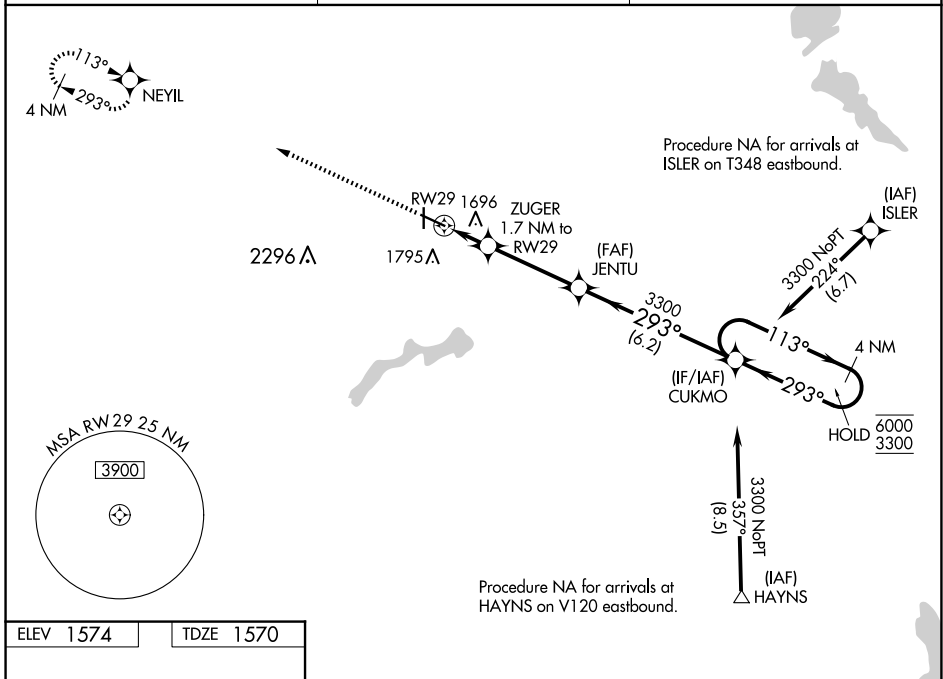 113°
293°
4 NM
NEYIL
Procedure NA for arrivals at
ISLER on T348 eastbound.
(IAF)
ISLER
3300 NoPT
224°
(6.7)
RW29
1696
ZUGER
1.7 NM to
RW29
2296
1795
(FAF)
JENTU
3300
293°
(6.2)
113°
4 NM
293°
(IF/IAF)
CUKMO
HOLD
6000
3300
MSA RW29 25 NM
3900
3300 NoPT
357°
(8.5)
(IAF)
HAYNS
Procedure NA for arrivals at
HAYNS on V120 eastbound.
ELEV 1574
TDZE 1570